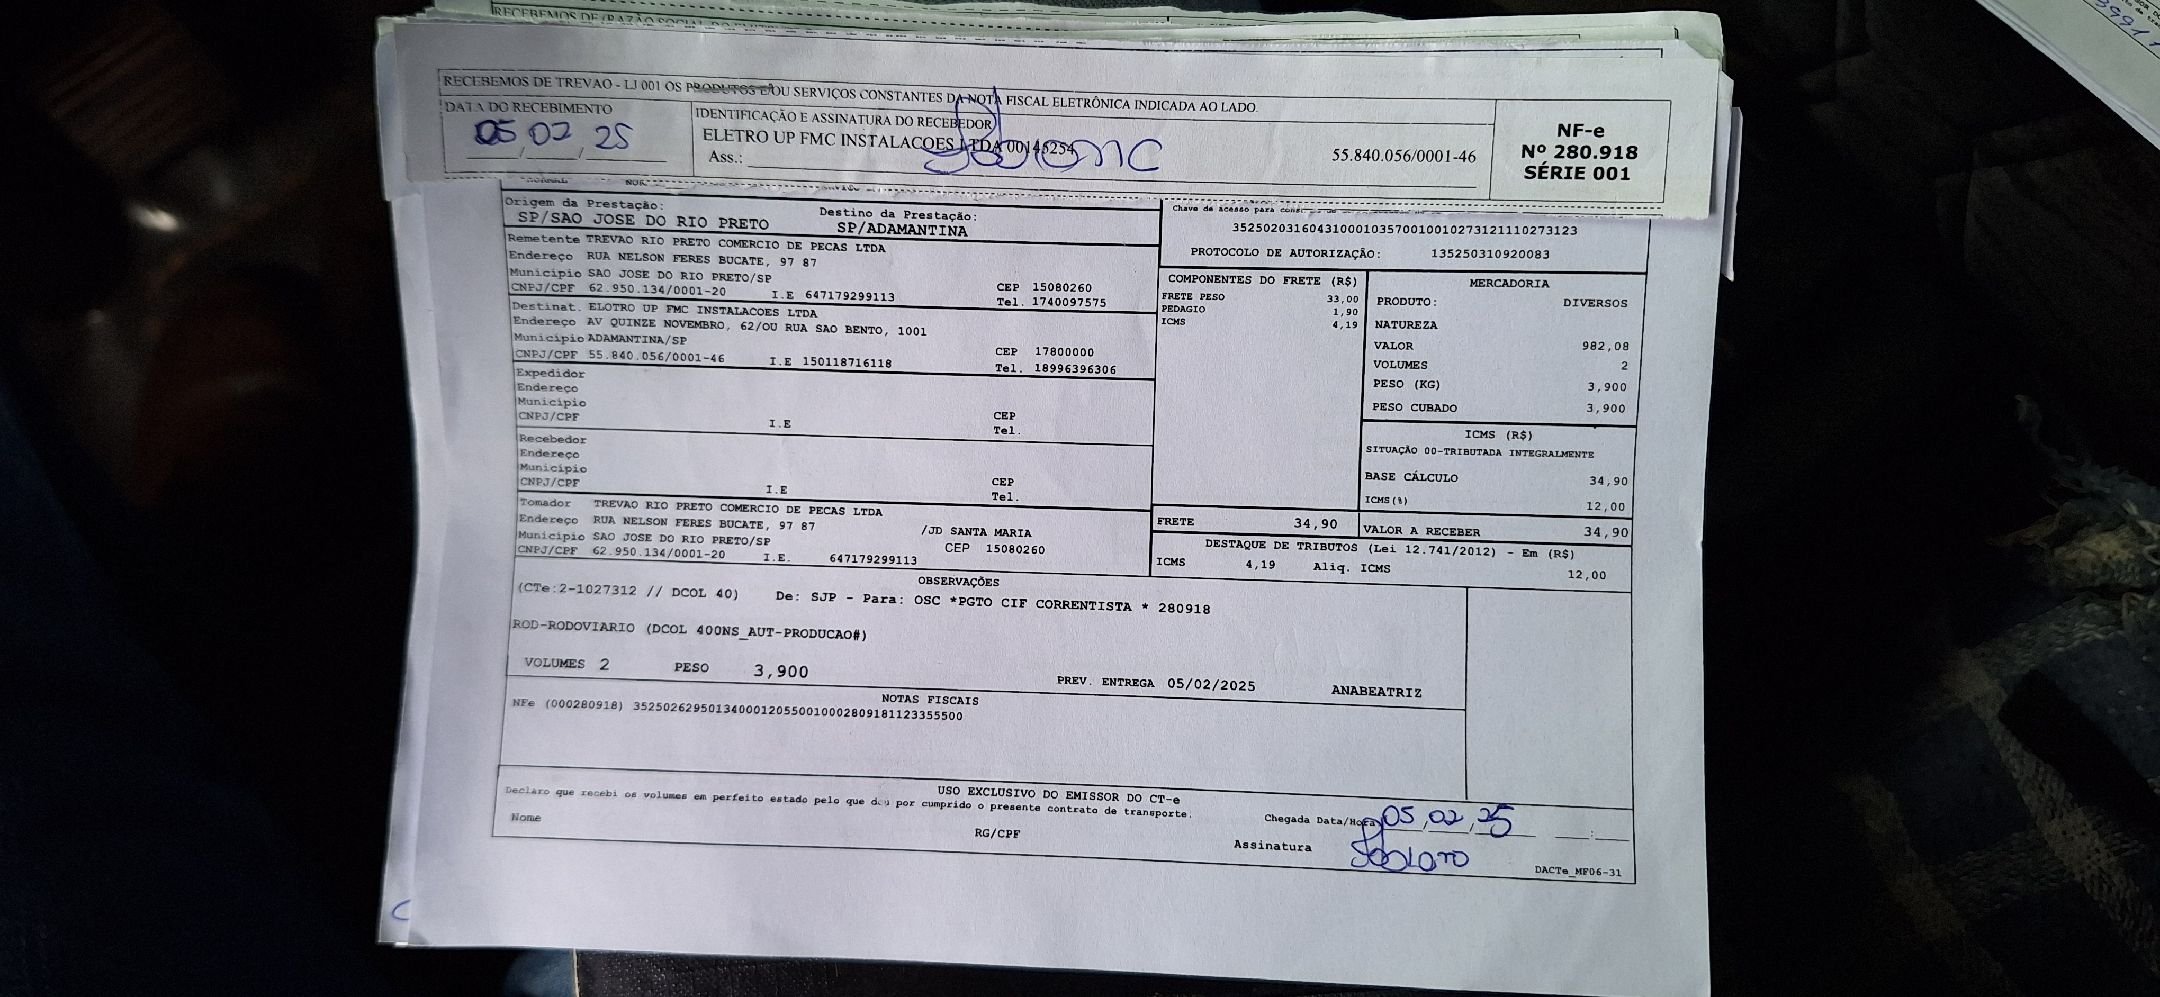 RECEBEMOS DE TREVAO - LJ 001 OS PRODUTOS E/OU SERVIÇOS CONSTANTES DA NOTA FISCAL ELETRÔNICA INDICADA AO LADO.
DATA DO RECEBIMENTO
05 02 25
IDENTIFICAÇÃO E ASSINATURA DO RECEBEDOR
ELETRO UP FMC INSTALACOES LTDA 00145254
55.840.056/0001-46
Ass.:
NF-e
Nº 280.918
SÉRIE 001
Origem da Prestação:
SP/SAO JOSE DO RIO PRETO
Destino da Prestação:
SP/ADAMANTINA
Chave de acesso para
35250203160431000103570010010273121110273123
PROTOCOLO DE AUTORIZAÇÃO: 135250310920083
Remetente TREVAO RIO PRETO COMERCIO DE PECAS LTDA
Endereço RUA NELSON FERES BUCATE, 97 87
Municipio SAO JOSE DO RIO PRETO/SP
CEP 15080260
CNPJ/CPF 62.950.134/0001-20 I.E 647179299113 Tel. 1740097575
Destinat. ELOTRO UP FMC INSTALACOES LTDA
Endereço AV QUINZE NOVEMBRO, 62/OU RUA SAO BENTO, 1001
Municipio ADAMANTINA/SP
CEP 17800000
CNPJ/CPF 55.840.056/0001-46 I.E 150118716118 Tel. 18996396306
Expedidor
Endereço
Municipio
CEP
CNPJ/CPF I.E Tel.
Recebedor
Endereço
Municipio
CEP
CNPJ/CPF I.E Tel.
Tomador TREVAO RIO PRETO COMERCIO DE PECAS LTDA
Endereço RUA NELSON FERES BUCATE, 97 87 /JD SANTA MARIA
Municipio SAO JOSE DO RIO PRETO/SP CEP 15080260
CNPJ/CPF 62.950.134/0001-20 I.E. 647179299113
COMPONENTES DO FRETE (R$)
FRETE PESO 33,00
PEDAGIO 1,90
ICMS 4,19
FRETE 34,90
MERCADORIA
PRODUTO: DIVERSOS
NATUREZA
VALOR 982,08
VOLUMES 2
PESO (KG) 3,900
PESO CUBADO 3,900
ICMS (R$)
SITUAÇÃO 00-TRIBUTADA INTEGRALMENTE
BASE CÁLCULO 34,90
ICMS(%) 12,00
VALOR A RECEBER 34,90
DESTAQUE DE TRIBUTOS (Lei 12.741/2012) - Em (R$)
ICMS 4,19 Aliq. ICMS 12,00
OBSERVAÇÕES
(CTe:2-1027312 // DCOL 40) De: SJP - Para: OSC *PGTO CIF CORRENTISTA * 280918
ROD-RODOVIARIO (DCOL 400NS_AUT-PRODUCAO#)
VOLUMES 2 PESO 3,900 PREV. ENTREGA 05/02/2025 ANABEATRIZ
NOTAS FISCAIS
NFe (000280918) 35250262950134000120550010002809181123355500
USO EXCLUSIVO DO EMISSOR DO CT-e
Declaro que recebi os volumes em perfeito estado pelo que dou por cumprido o presente contrato de transporte.
Chegada Data/Hora 05 02 25
Nome
RG/CPF
Assinatura
DACTe_MF06-31